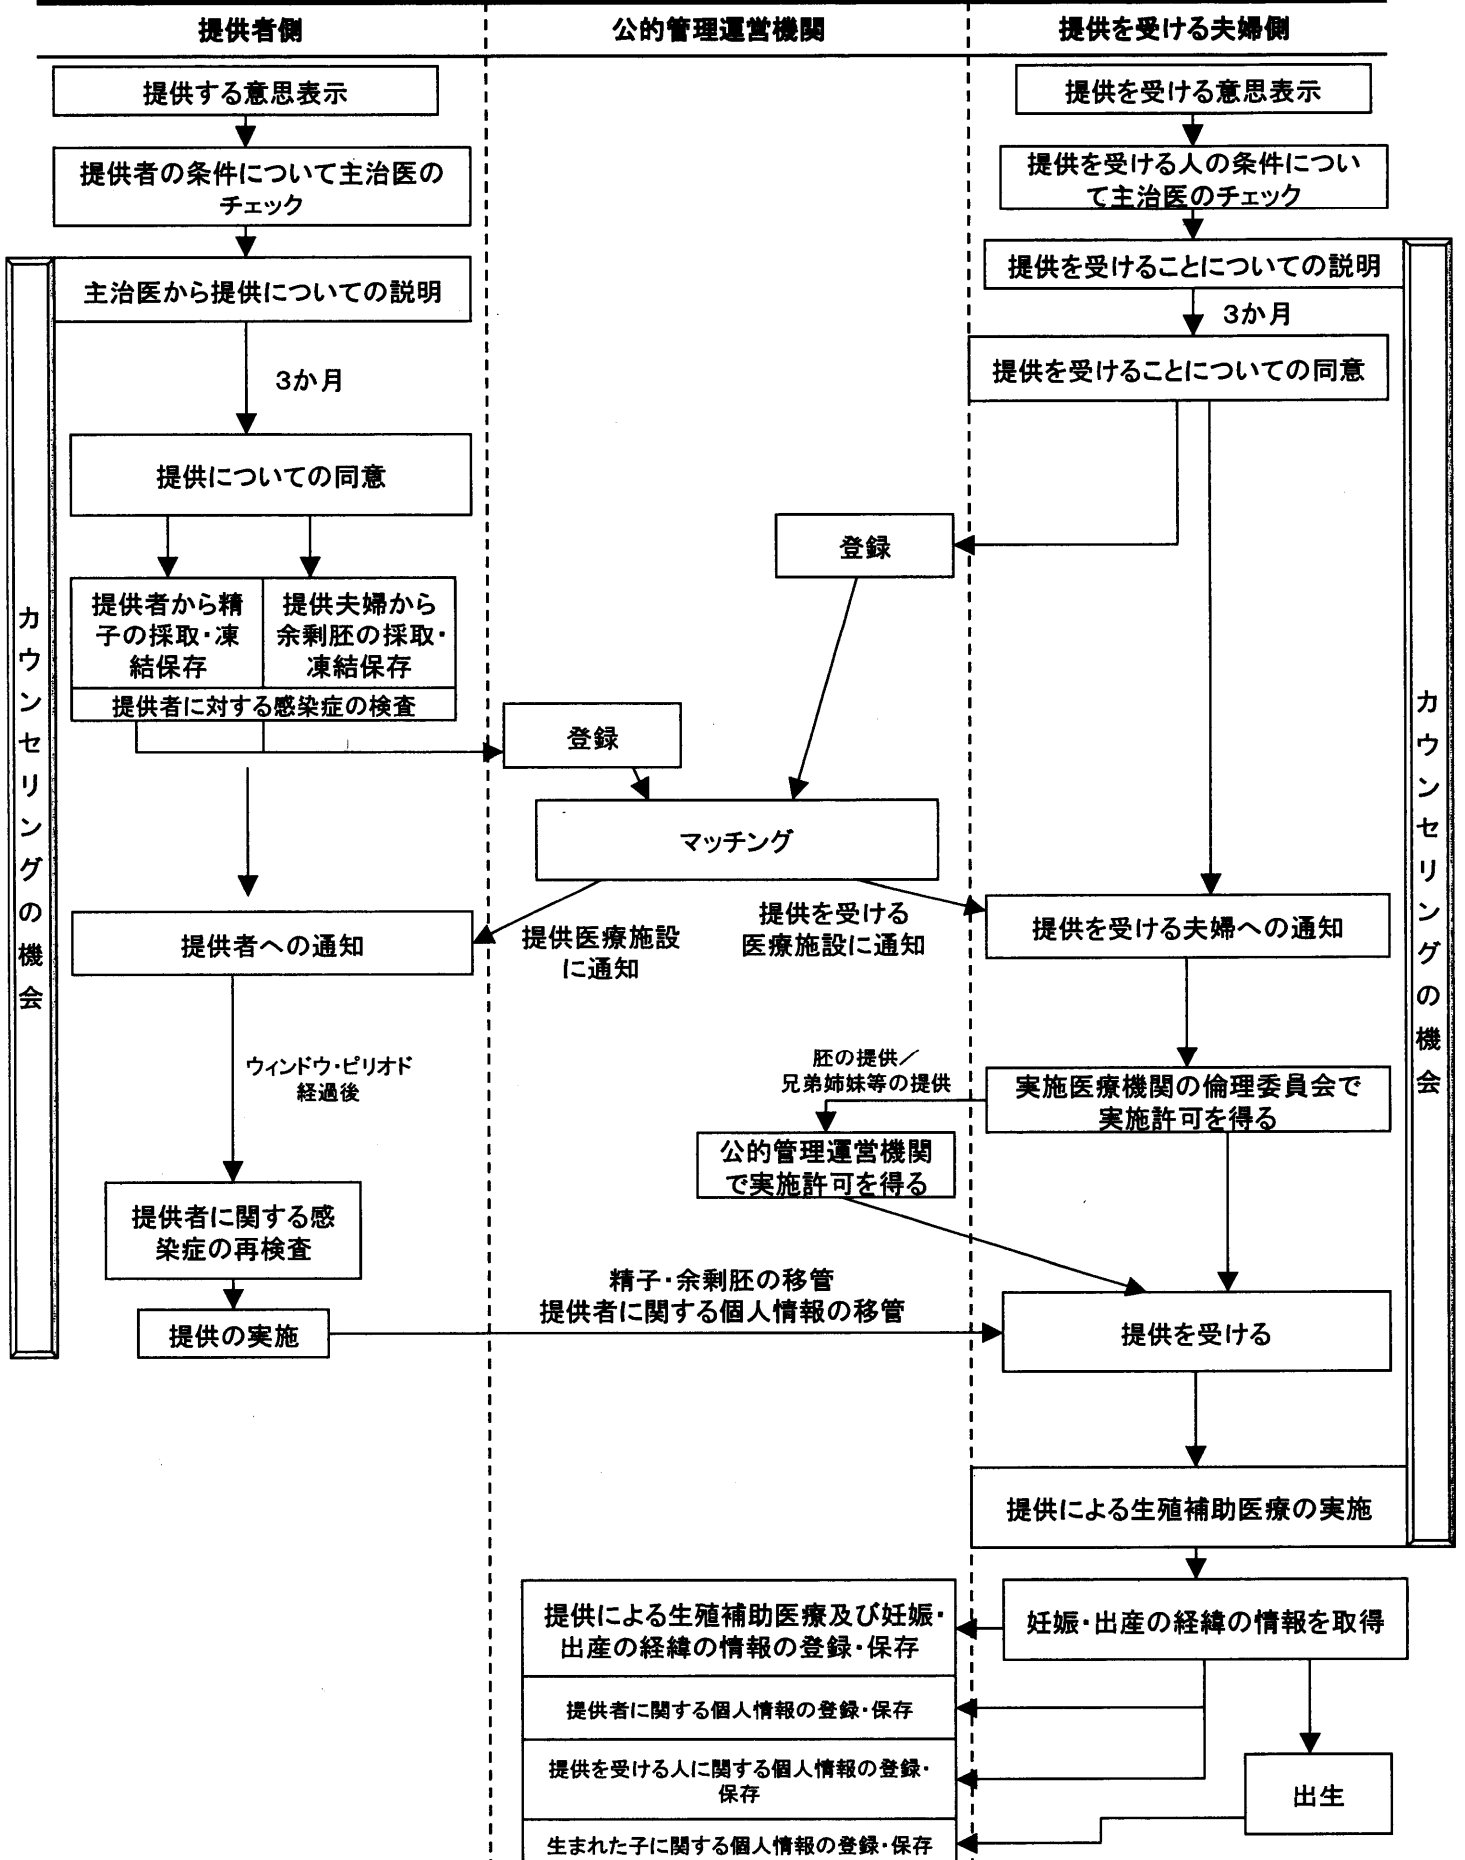 提供者側
公的管理運営機関
提供を受ける夫婦側
提供する意思表示
提供を受ける意思表示
提供者の条件について主治医の
チェック
提供を受ける人の条件につい
て主治医のチェック
主治医から提供についての説明
提供を受けることについての説明
3か月
3か月
提供を受けることについての同意
提供についての同意
登録
提供者から精
子の採取・凍
結保存
提供夫婦から
余剰胚の採取・
凍結保存
提供者に対する感染症の検査
登録
マッチング
カウンセリングの機会
カウンセリングの機会
提供者への通知
提供医療施設
に通知
提供を受ける
医療施設に通知
提供を受ける夫婦への通知
ウィンドウ・ピリオド
経過後
胚の提供／
兄弟姉妹等の提供
実施医療機関の倫理委員会で
実施許可を得る
公的管理運営機関
で実施許可を得る
提供者に関する感
染症の再検査
精子・余剰胚の移管
提供者に関する個人情報の移管
提供の実施
提供を受ける
提供による生殖補助医療の実施
提供による生殖補助医療及び妊娠・
出産の経緯の情報の登録・保存
妊娠・出産の経緯の情報を取得
提供者に関する個人情報の登録・保存
提供を受ける人に関する個人情報の登録・
保存
出生
生まれた子に関する個人情報の登録・保存